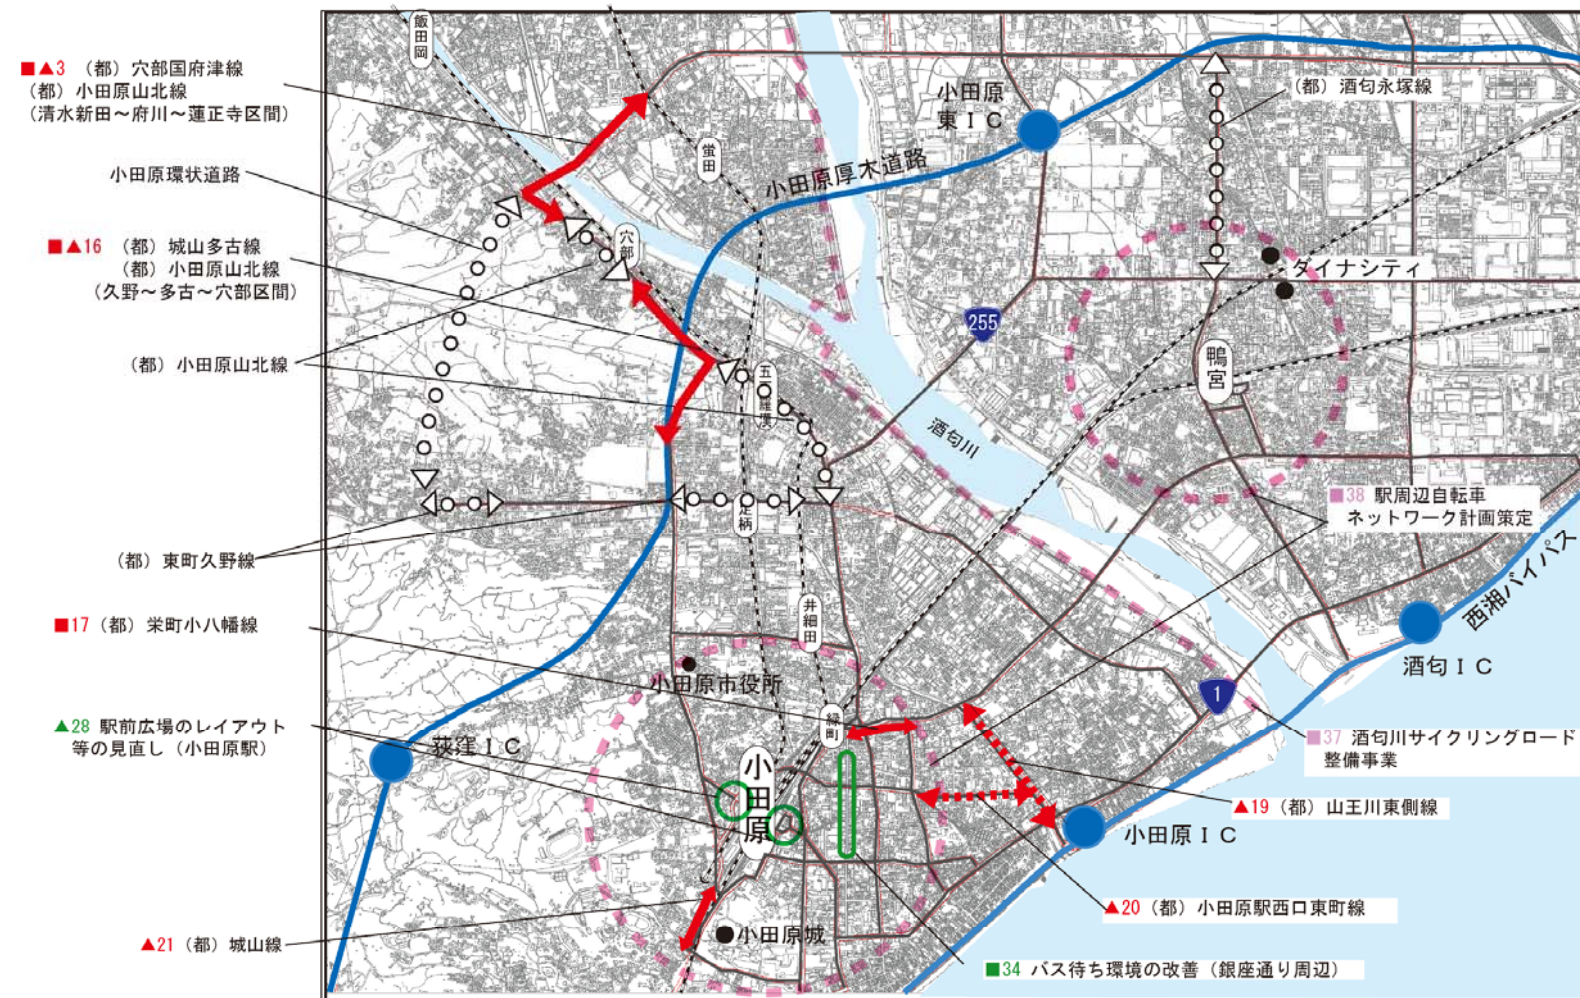 ■▲3 （都）穴部国府津線
（都）小田原山北線
（清水新田～府川～蓮正寺区間）
小田原環状道路
■▲16 （都）城山多古線
（都）小田原山北線
（久野～多古～穴部区間）
（都）小田原山北線
（都）東町久野線
■17（都）栄町小八幡線
▲28 駅前広場のレイアウト
等の見直し（小田原駅）
▲21（都）城山線
飯田岡
蛍田
穴部
五百羅漢
足柄
井細田
緑町
小田原
鴨宮
小田原
東ＩＣ
小田原厚木道路
（都）酒匂永塚線
ダイナシティ
255
酒匂川
■38 駅周辺自転車
ネットワーク計画策定
西湘バイパス
酒匂ＩＣ
1
小田原市役所
荻窪ＩＣ
■37 酒匂川サイクリングロード
整備事業
▲19（都）山王川東側線
小田原ＩＣ
▲20（都）小田原駅西口東町線
小田原城
■34 バス待ち環境の改善（銀座通り周辺）